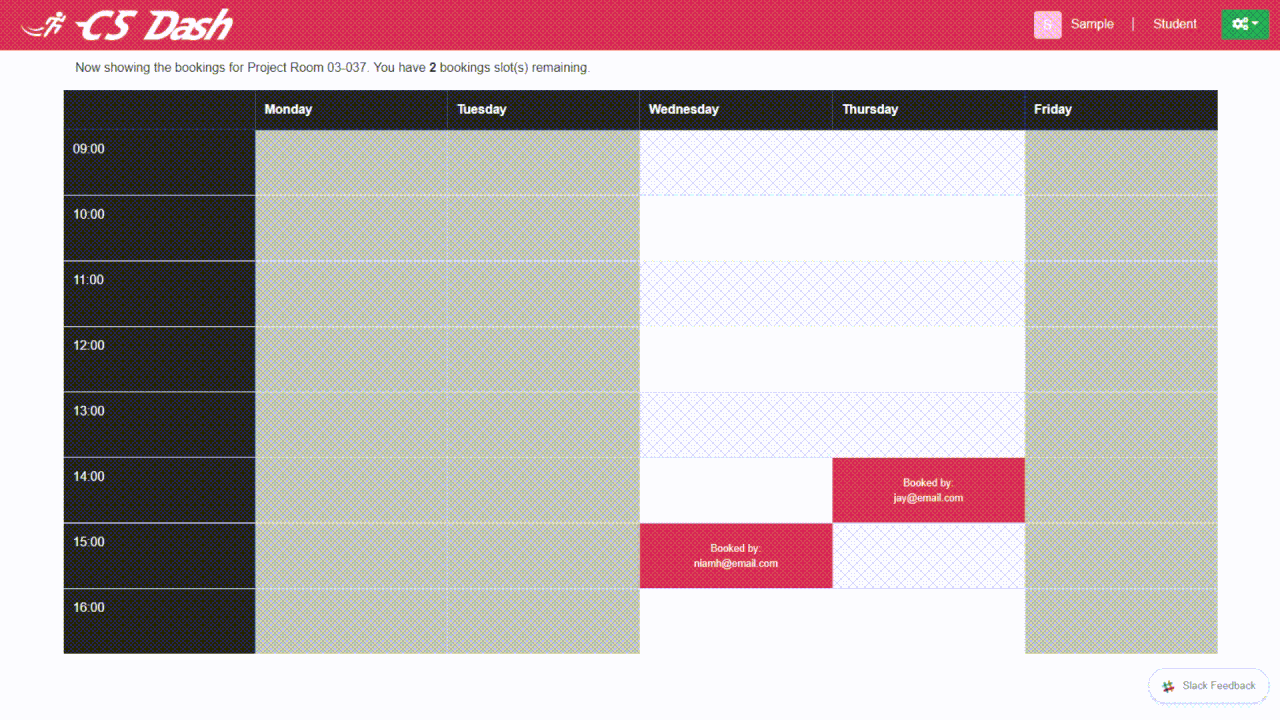 CS Dash
S Sample | Student
Now showing the bookings for Project Room 03-037. You have 2 bookings slot(s) remaining.
Monday Tuesday Wednesday Thursday Friday
09:00
10:00
11:00
12:00
13:00
14:00
Booked by:
jay@email.com
15:00
Booked by:
niamh@email.com
16:00
Slack Feedback